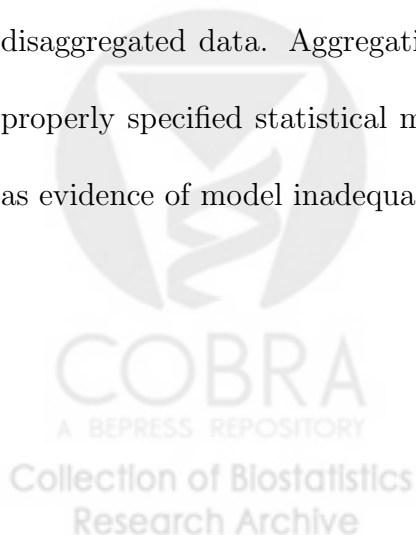 disaggregated data. Aggregati
properly specified statistical m
as evidence of model inadequa
COBRA
A BEPRESS REPOSITORY
Collection of Biostatistics
Research Archive